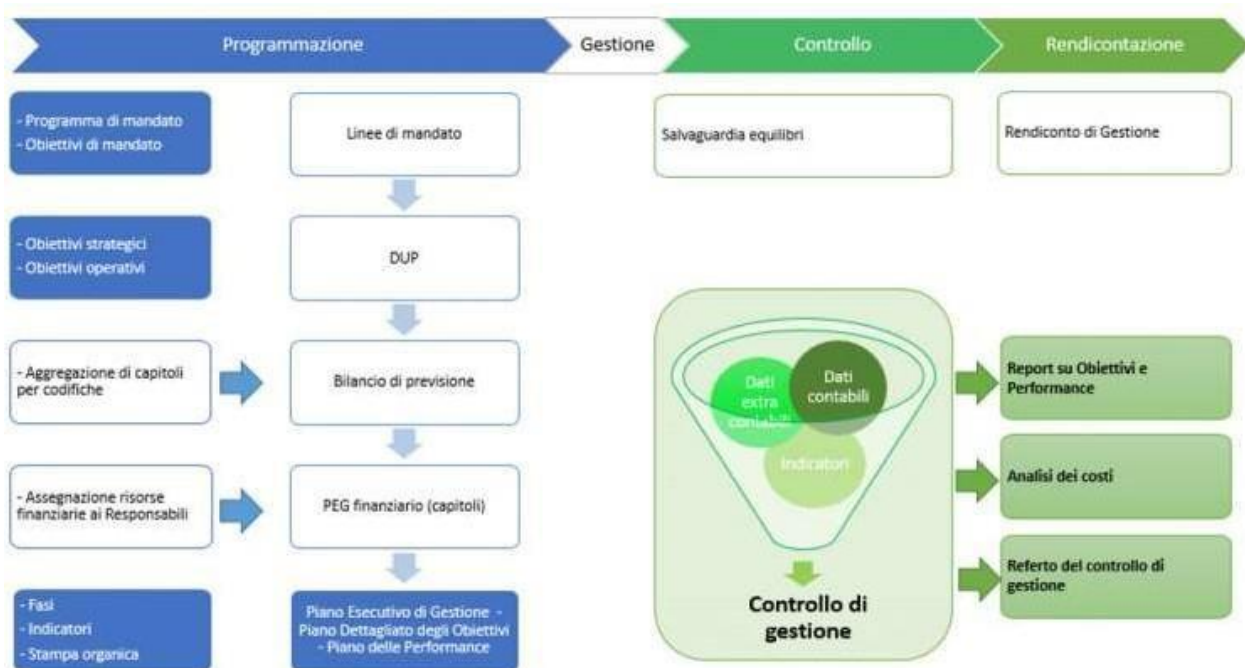 Programmazione
Gestione
Controllo
Rendicontazione
- Programma di mandato
- Obiettivi di mandato
Linee di mandato
Salvaguardia equilibri
Rendiconto di Gestione
- Obiettivi strategici
- Obiettivi operativi
DUP
- Aggregazione di capitoli
per codifiche
Bilancio di previsione
- Assegnazione risorse
finanziarie ai Responsabili
PEG finanziario (capitoli)
- Fasi
- Indicatori
- Stampa organica
Piano Esecutivo di Gestione -
Piano Dettagliato degli Obiettivi
- Piano delle Performance
Dati
extra
contabili
Dati
contabili
Indicatori
Controllo di
gestione
Report su Obiettivi e
Performance
Analisi dei costi
Referto del controllo di
gestione